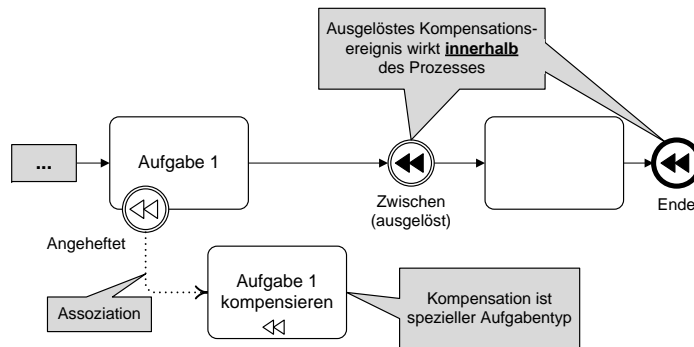 Ausgelöstes Kompensations-
ereignis wirkt innerhalb
des Prozesses
...
Aufgabe 1
Zwischen
(ausgelöst)
Ende
Angeheftet
Aufgabe 1
kompensieren
Assoziation
Kompensation ist
spezieller Aufgabentyp